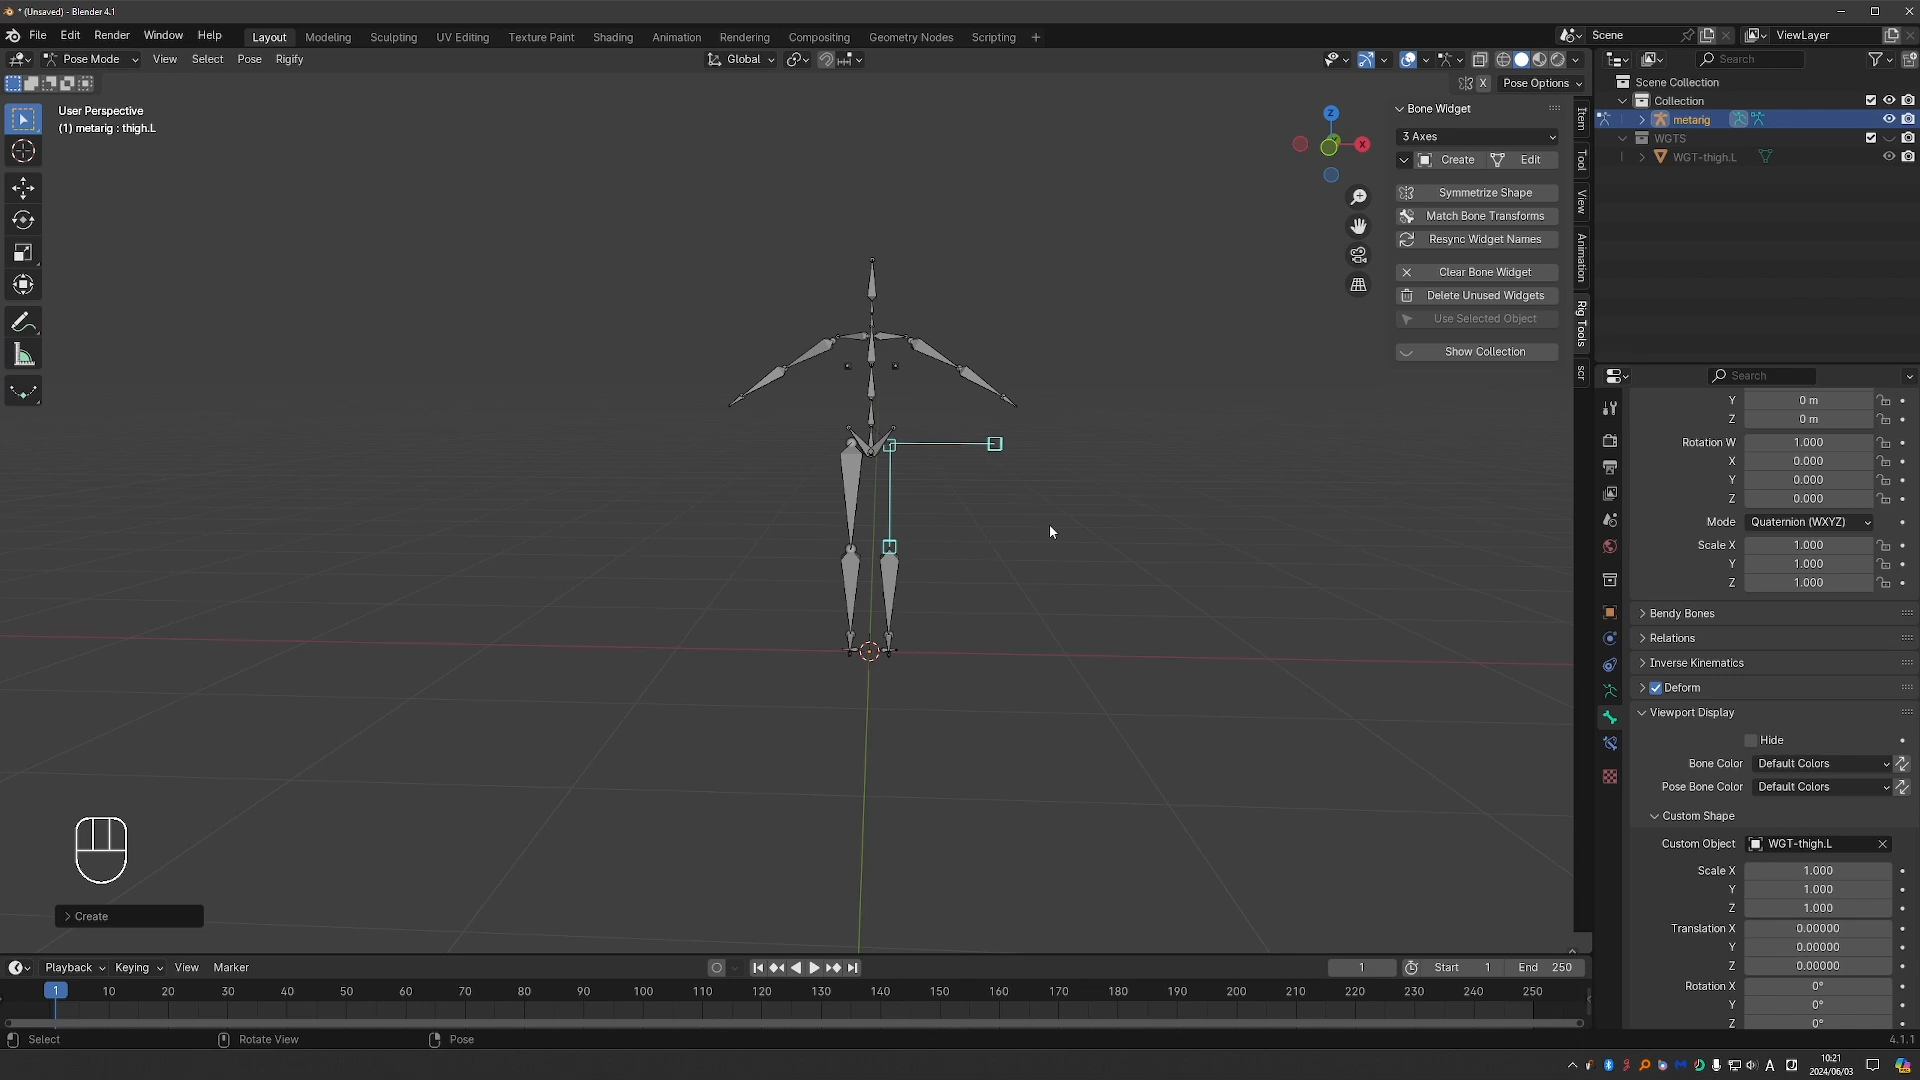 * (Unsaved) - Blender 4.1
File Edit Render Window Help Layout Modeling Sculpting UV Editing Texture Paint Shading Animation Rendering Compositing Geometry Nodes Scripting + Scene ViewLayer
Pose Mode View Select Pose Rigify Global Search
X Pose Options
User Perspective
(1) metarig : thigh.L
Z
X
Bone Widget
3 Axes
Create Edit
Symmetrize Shape
Match Bone Transforms
Resync Widget Names
Clear Bone Widget
Delete Unused Widgets
Use Selected Object
Show Collection
Item
Tool
View
Animation
Rig Tools
scr
Scene Collection
Collection
metarig
WGTS
WGT-thigh.L
Search
Y 0 m
Z 0 m
Rotation W 1.000
X 0.000
Y 0.000
Z 0.000
Mode Quaternion (WXYZ)
Scale X 1.000
Y 1.000
Z 1.000
Bendy Bones
Relations
Inverse Kinematics
Deform
Viewport Display
Hide
Bone Color Default Colors
Pose Bone Color Default Colors
Custom Shape
Custom Object WGT-thigh.L
Scale X 1.000
Y 1.000
Z 1.000
Translation X 0.00000
Y 0.00000
Z 0.00000
Rotation X 0°
Y 0°
Z 0°
Create
Playback Keying View Marker 1 Start 1 End 250
1 10 20 30 40 50 60 70 80 90 100 110 120 130 140 150 160 170 180 190 200 210 220 230 240 250
Select Rotate View Pose 4.1.1
A 10:21
2024/06/03